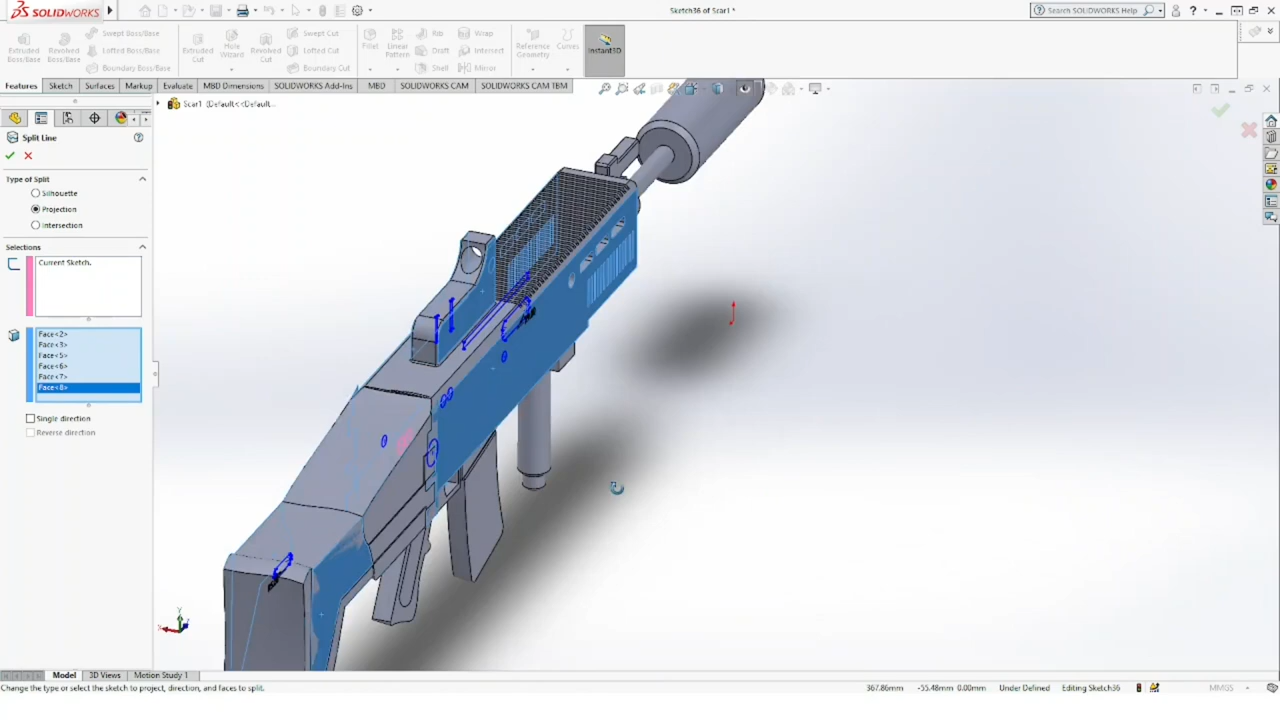 SOLIDWORKS
Sketch36 of Scar1 *
Search SOLIDWORKS Help
Extruded Boss/Base
Revolved Boss/Base
Swept Boss/Base
Lofted Boss/Base
Boundary Boss/Base
Extruded Cut
Hole Wizard
Revolved Cut
Swept Cut
Lofted Cut
Boundary Cut
Fillet
Linear Pattern
Rib
Draft
Shell
Wrap
Intersect
Mirror
Reference Geometry
Curves
Instant3D
Features
Sketch
Surfaces
Markup
Evaluate
MBD Dimensions
SOLIDWORKS Add-Ins
MBD
SOLIDWORKS CAM
SOLIDWORKS CAM TBM
Scar1 (Default<<Default...
Split Line
Type of Split
Silhouette
Projection
Intersection
Selections
Current Sketch.
Face<2>
Face<3>
Face<5>
Face<6>
Face<7>
Face<8>
Single direction
Reverse direction
Y
X
Z
Model
3D Views
Motion Study 1
Change the type or select the sketch to project, direction, and faces to split.
367.86mm
-55.48mm 0.00mm
Under Defined
Editing Sketch36
MMGS